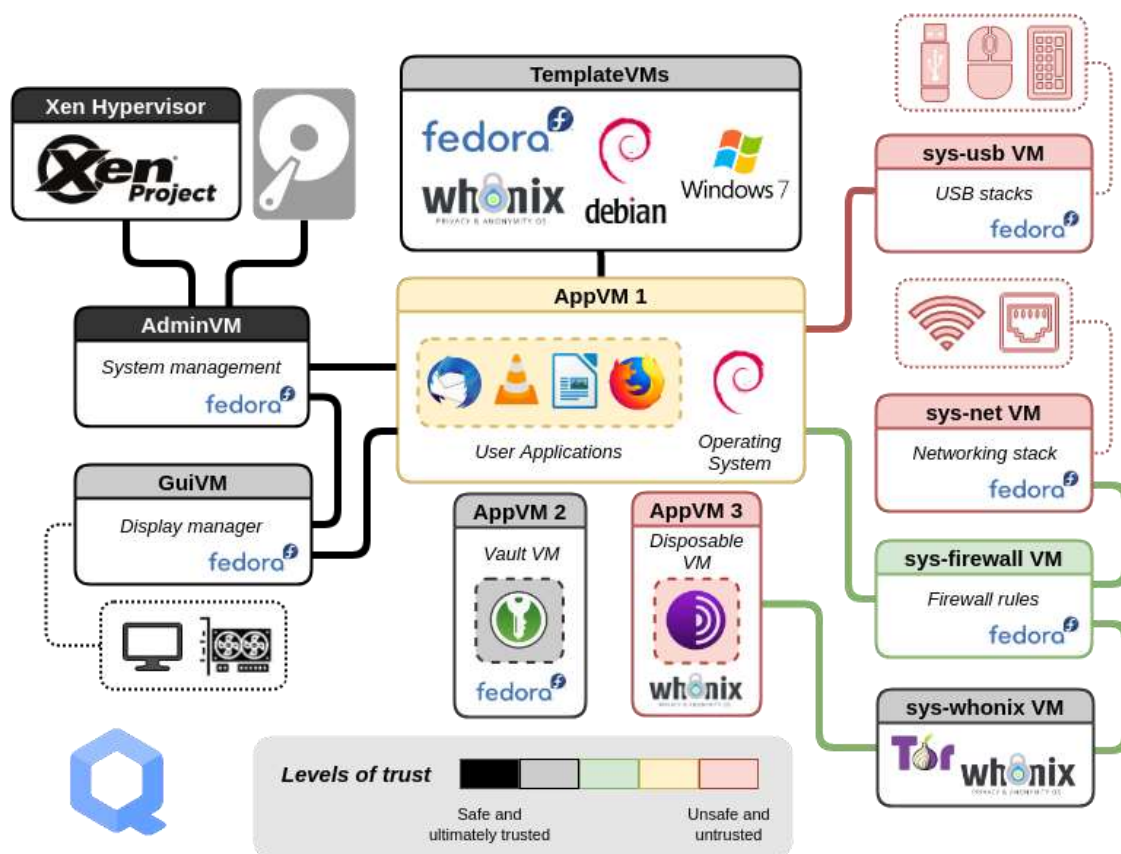 Xen Hypervisor
Xen
Project
TemplateVMs
fedora
whonix
PRIVACY & ANONYMITY OS
debian
Windows 7
sys-usb VM
USB stacks
fedora
AdminVM
System management
fedora
AppVM 1
User Applications
Operating
System
sys-net VM
Networking stack
fedora
GuiVM
Display manager
fedora
AppVM 2
Vault VM
fedora
AppVM 3
Disposable
VM
whonix
PRIVACY & ANONYMITY OS
sys-firewall VM
Firewall rules
fedora
sys-whonix VM
Tor
whonix
PRIVACY & ANONYMITY OS
Levels of trust
Safe and
ultimately trusted
Unsafe and
untrusted